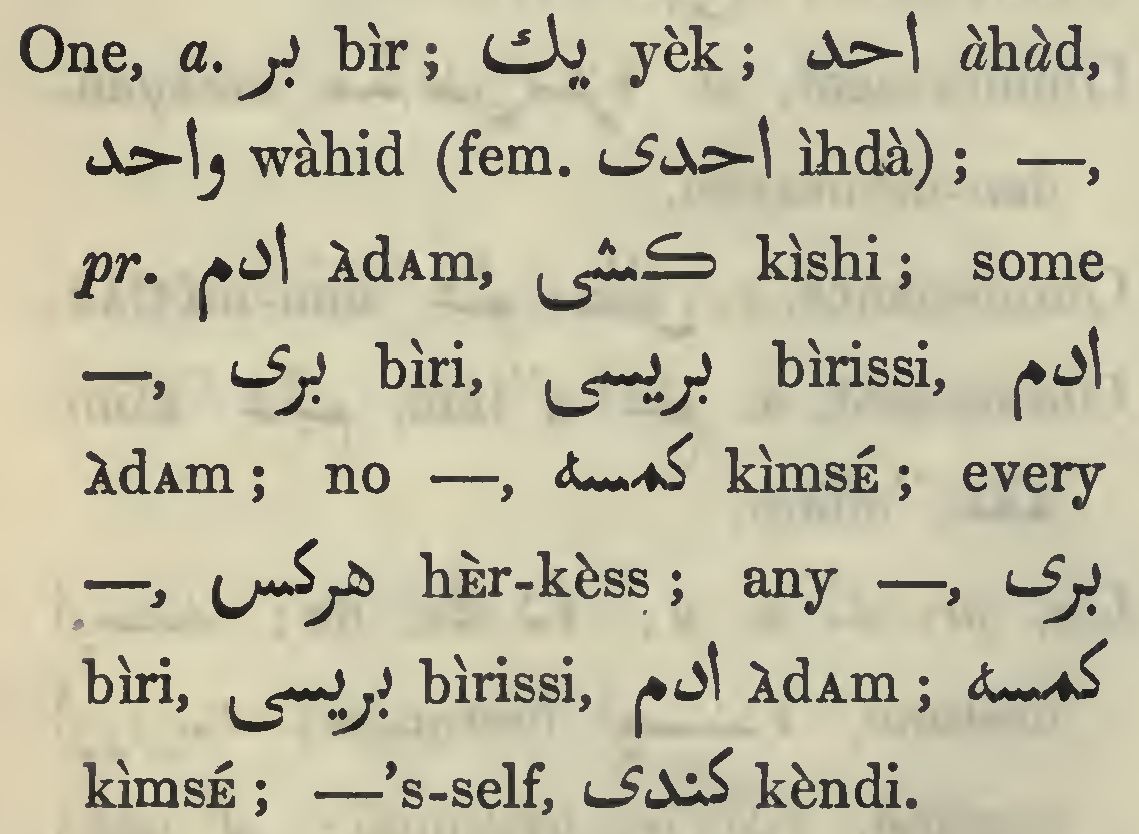 One, a. بر bìr; يك yèk; احد àhàd,
واحد wàhid (fem. احدى ìhdà); —,
pr. ادم ÀdAm, كشى kìshi; some
—, برى bìri, بريسى bìrissi, ادم
ÀdAm; no —, كمسه kìmsÉ; every
—, هركس hÈr-kèss; any —, برى
bìri, بريسى bìrissi, ادم ÀdAm; كمسه
kìmsÉ; —'s-self, كندى kèndi.